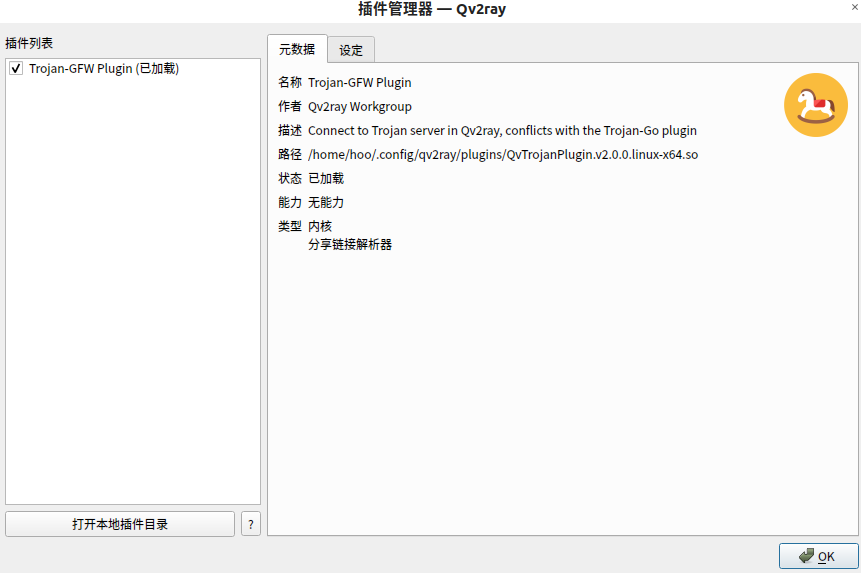 插件管理器 — Qv2ray
×
插件列表
Trojan-GFW Plugin (已加载)
元数据
设定
名称 Trojan-GFW Plugin
作者 Qv2ray Workgroup
描述 Connect to Trojan server in Qv2ray, conflicts with the Trojan-Go plugin
路径 /home/hoo/.config/qv2ray/plugins/QvTrojanPlugin.v2.0.0.linux-x64.so
状态 已加载
能力 无能力
类型 内核
分享链接解析器
打开本地插件目录
?
OK